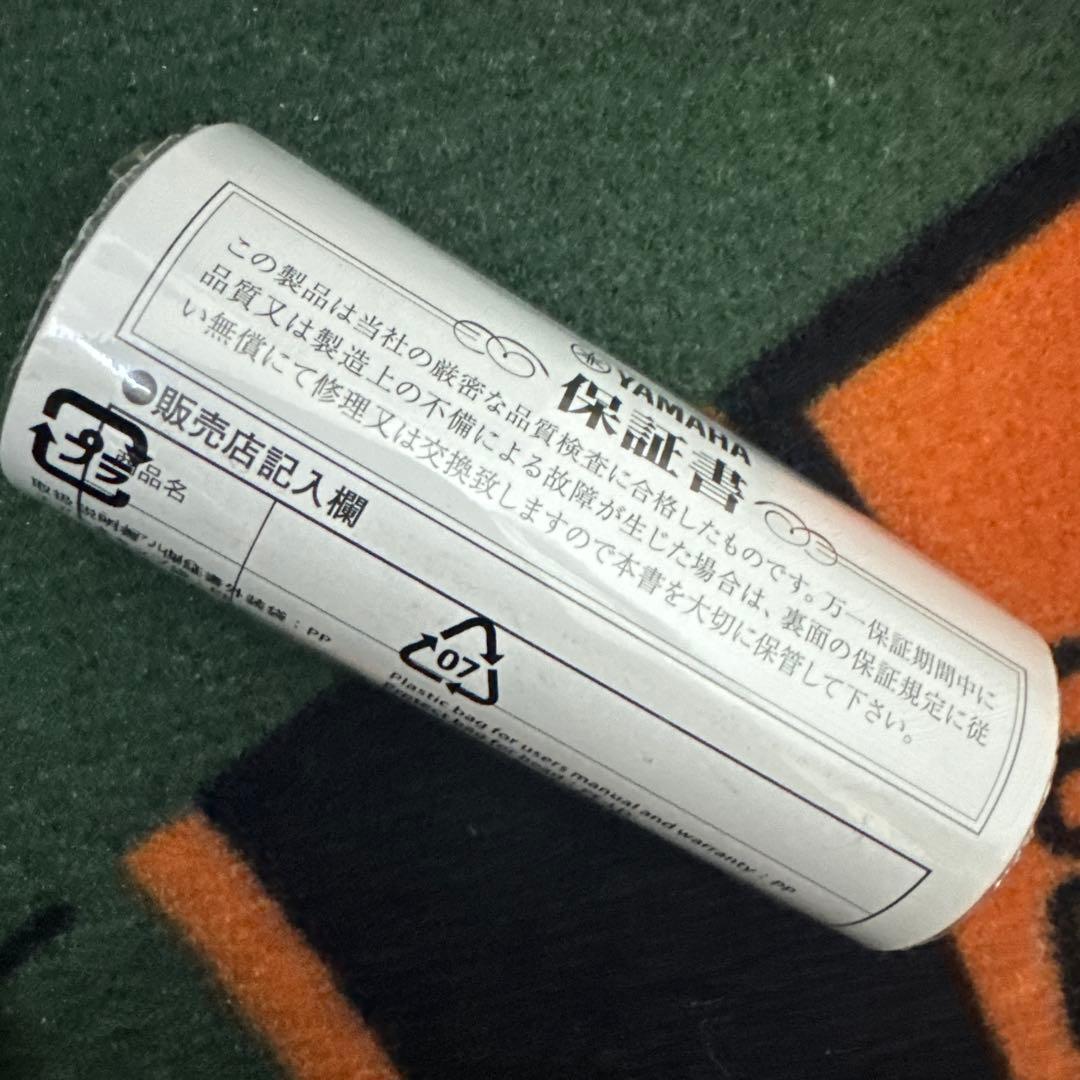 YAMAHA
保証書
この製品は当社の厳密な品質検査に合格したものです。万一保証期間中に
品質又は製造上の不備による故障が生じた場合は、裏面の保証規定に従
い無償にて修理又は交換致しますので本書を大切に保管して下さい。
●販売店記入欄
商品名
プラ
: PP
07
Plastic bag for users manual and warranty : PP